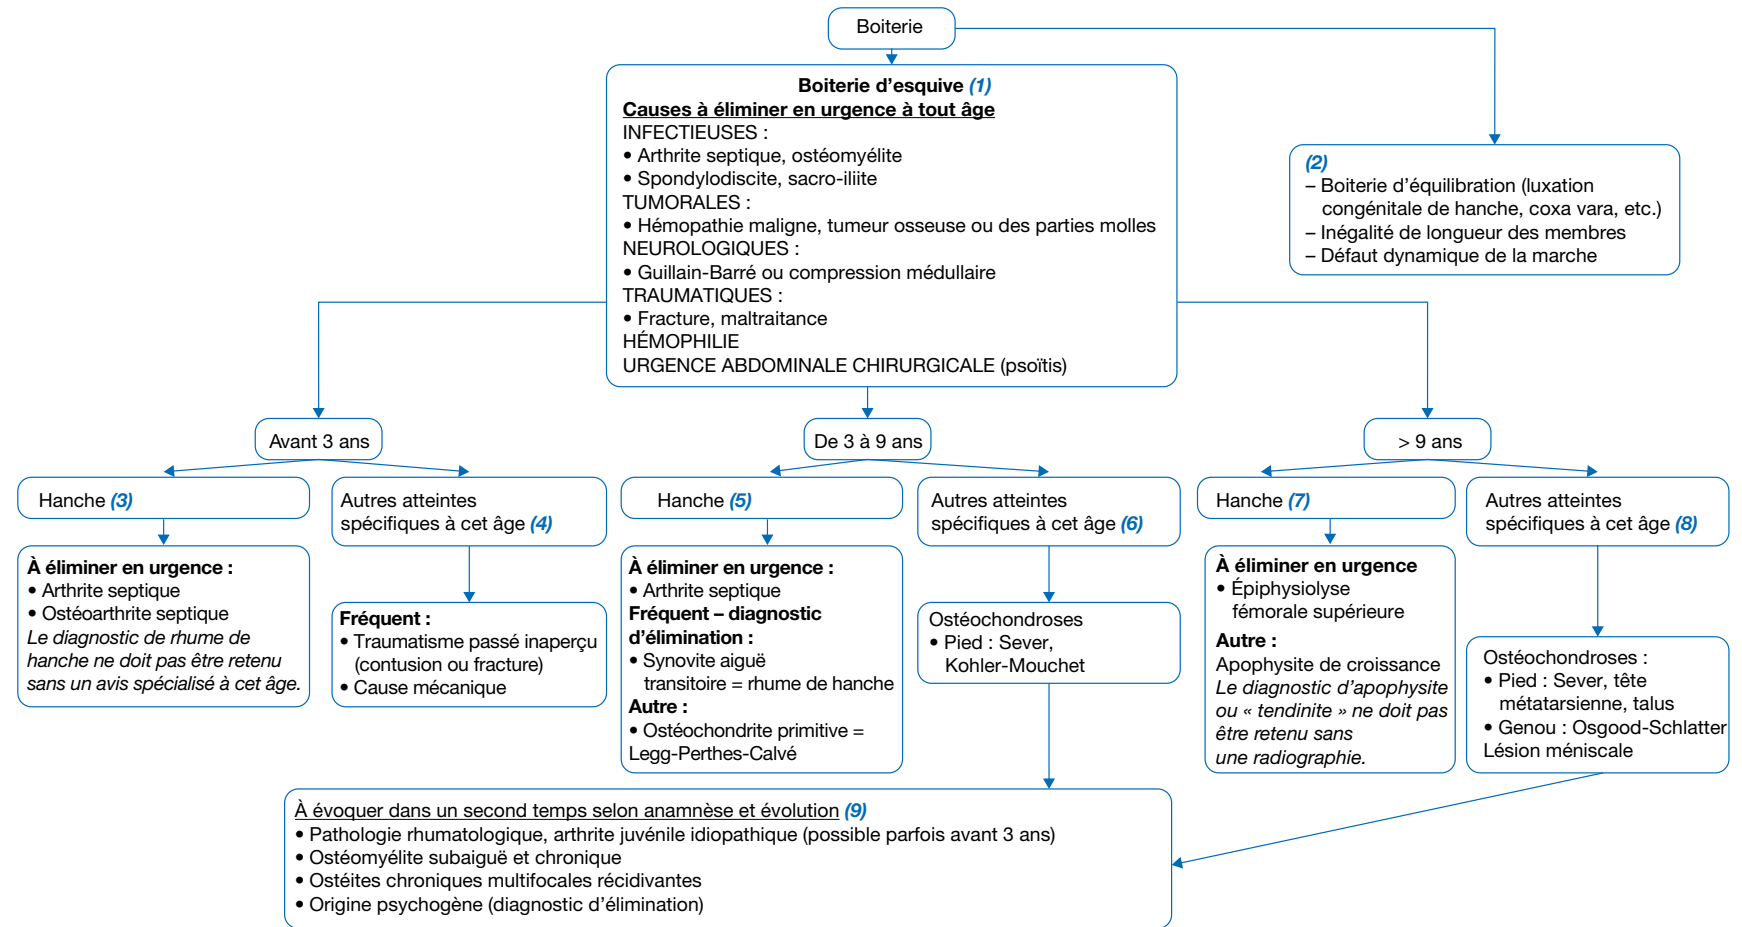 Boiterie
Boiterie d’esquive (1)
Causes à éliminer en urgence à tout âge
INFECTIEUSES :
• Arthrite septique, ostéomyélite
• Spondylodiscite, sacro-iliite
TUMORALES :
• Hémopathie maligne, tumeur osseuse ou des parties molles
NEUROLOGIQUES :
• Guillain-Barré ou compression médullaire
TRAUMATIQUES :
• Fracture, maltraitance
HÉMOPHILIE
URGENCE ABDOMINALE CHIRURGICALE (psoïtis)
(2)
– Boiterie d’équilibration (luxation
congénitale de hanche, coxa vara, etc.)
– Inégalité de longueur des membres
– Défaut dynamique de la marche
Avant 3 ans
De 3 à 9 ans
> 9 ans
Hanche (3)
Autres atteintes
spécifiques à cet âge (4)
Hanche (5)
Autres atteintes
spécifiques à cet âge (6)
Hanche (7)
Autres atteintes
spécifiques à cet âge (8)
À éliminer en urgence :
• Arthrite septique
• Ostéoarthrite septique
Le diagnostic de rhume de
hanche ne doit pas être retenu
sans un avis spécialisé à cet âge.
Fréquent :
• Traumatisme passé inaperçu
(contusion ou fracture)
• Cause mécanique
À éliminer en urgence :
• Arthrite septique
Fréquent – diagnostic
d’élimination :
• Synovite aiguë
transitoire = rhume de hanche
Autre :
• Ostéochondrite primitive =
Legg-Perthes-Calvé
Ostéochondroses
• Pied : Sever,
Kohler-Mouchet
À éliminer en urgence
• Épiphysiolyse
fémorale supérieure
Autre :
Apophysite de croissance
Le diagnostic d’apophysite
ou « tendinite » ne doit pas
être retenu sans
une radiographie.
Ostéochondroses :
• Pied : Sever, tête
métatarsienne, talus
• Genou : Osgood-Schlatter
Lésion méniscale
À évoquer dans un second temps selon anamnèse et évolution (9)
• Pathologie rhumatologique, arthrite juvénile idiopathique (possible parfois avant 3 ans)
• Ostéomyélite subaiguë et chronique
• Ostéites chroniques multifocales récidivantes
• Origine psychogène (diagnostic d’élimination)